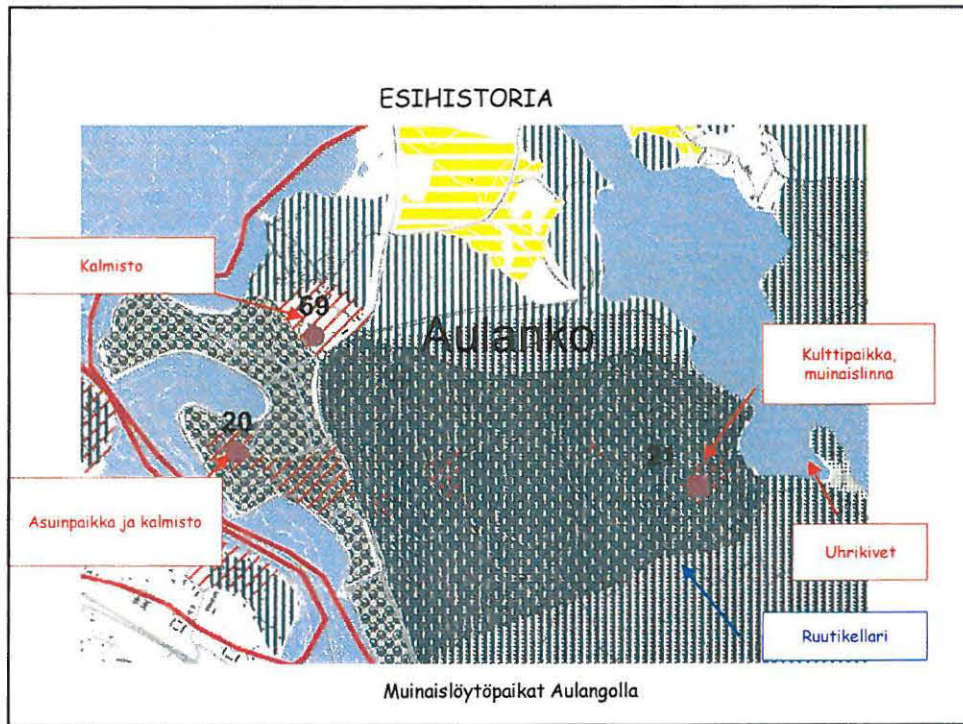 ESIHISTORIA
Kalmisto
69
Aulanko
Kulttipaikka,
muinaislinna
20
Asuinpaikka ja kalmisto
Uhrikivet
Ruutikellari
Muinaislöytöpaikat Aulangolla